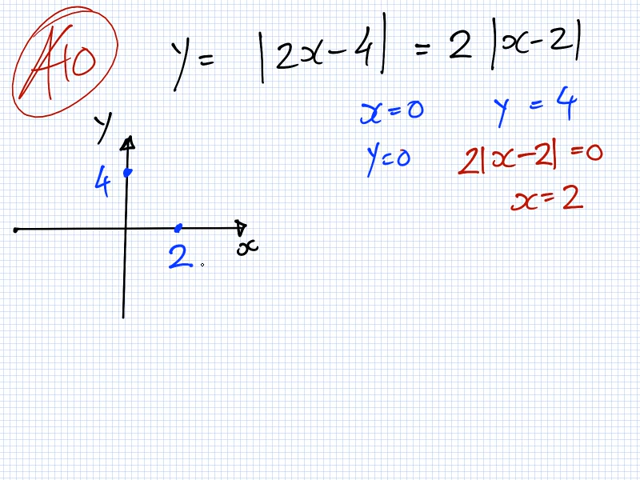 A10
y = |2x-4| = 2|x-2|
x=0 y = 4
y=0 2|x-2|=0
x=2
y
4
x
2